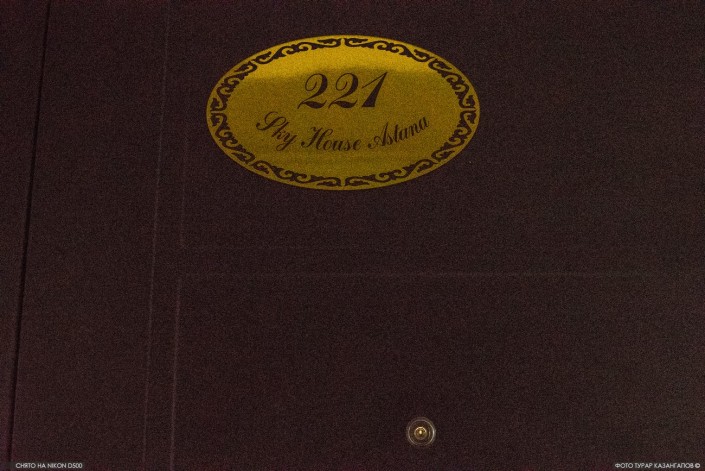 221
Sky House Astana
СНЯТО НА NIKON D500
ФОТО ТУРАР КАЗАНГАПОВ ©